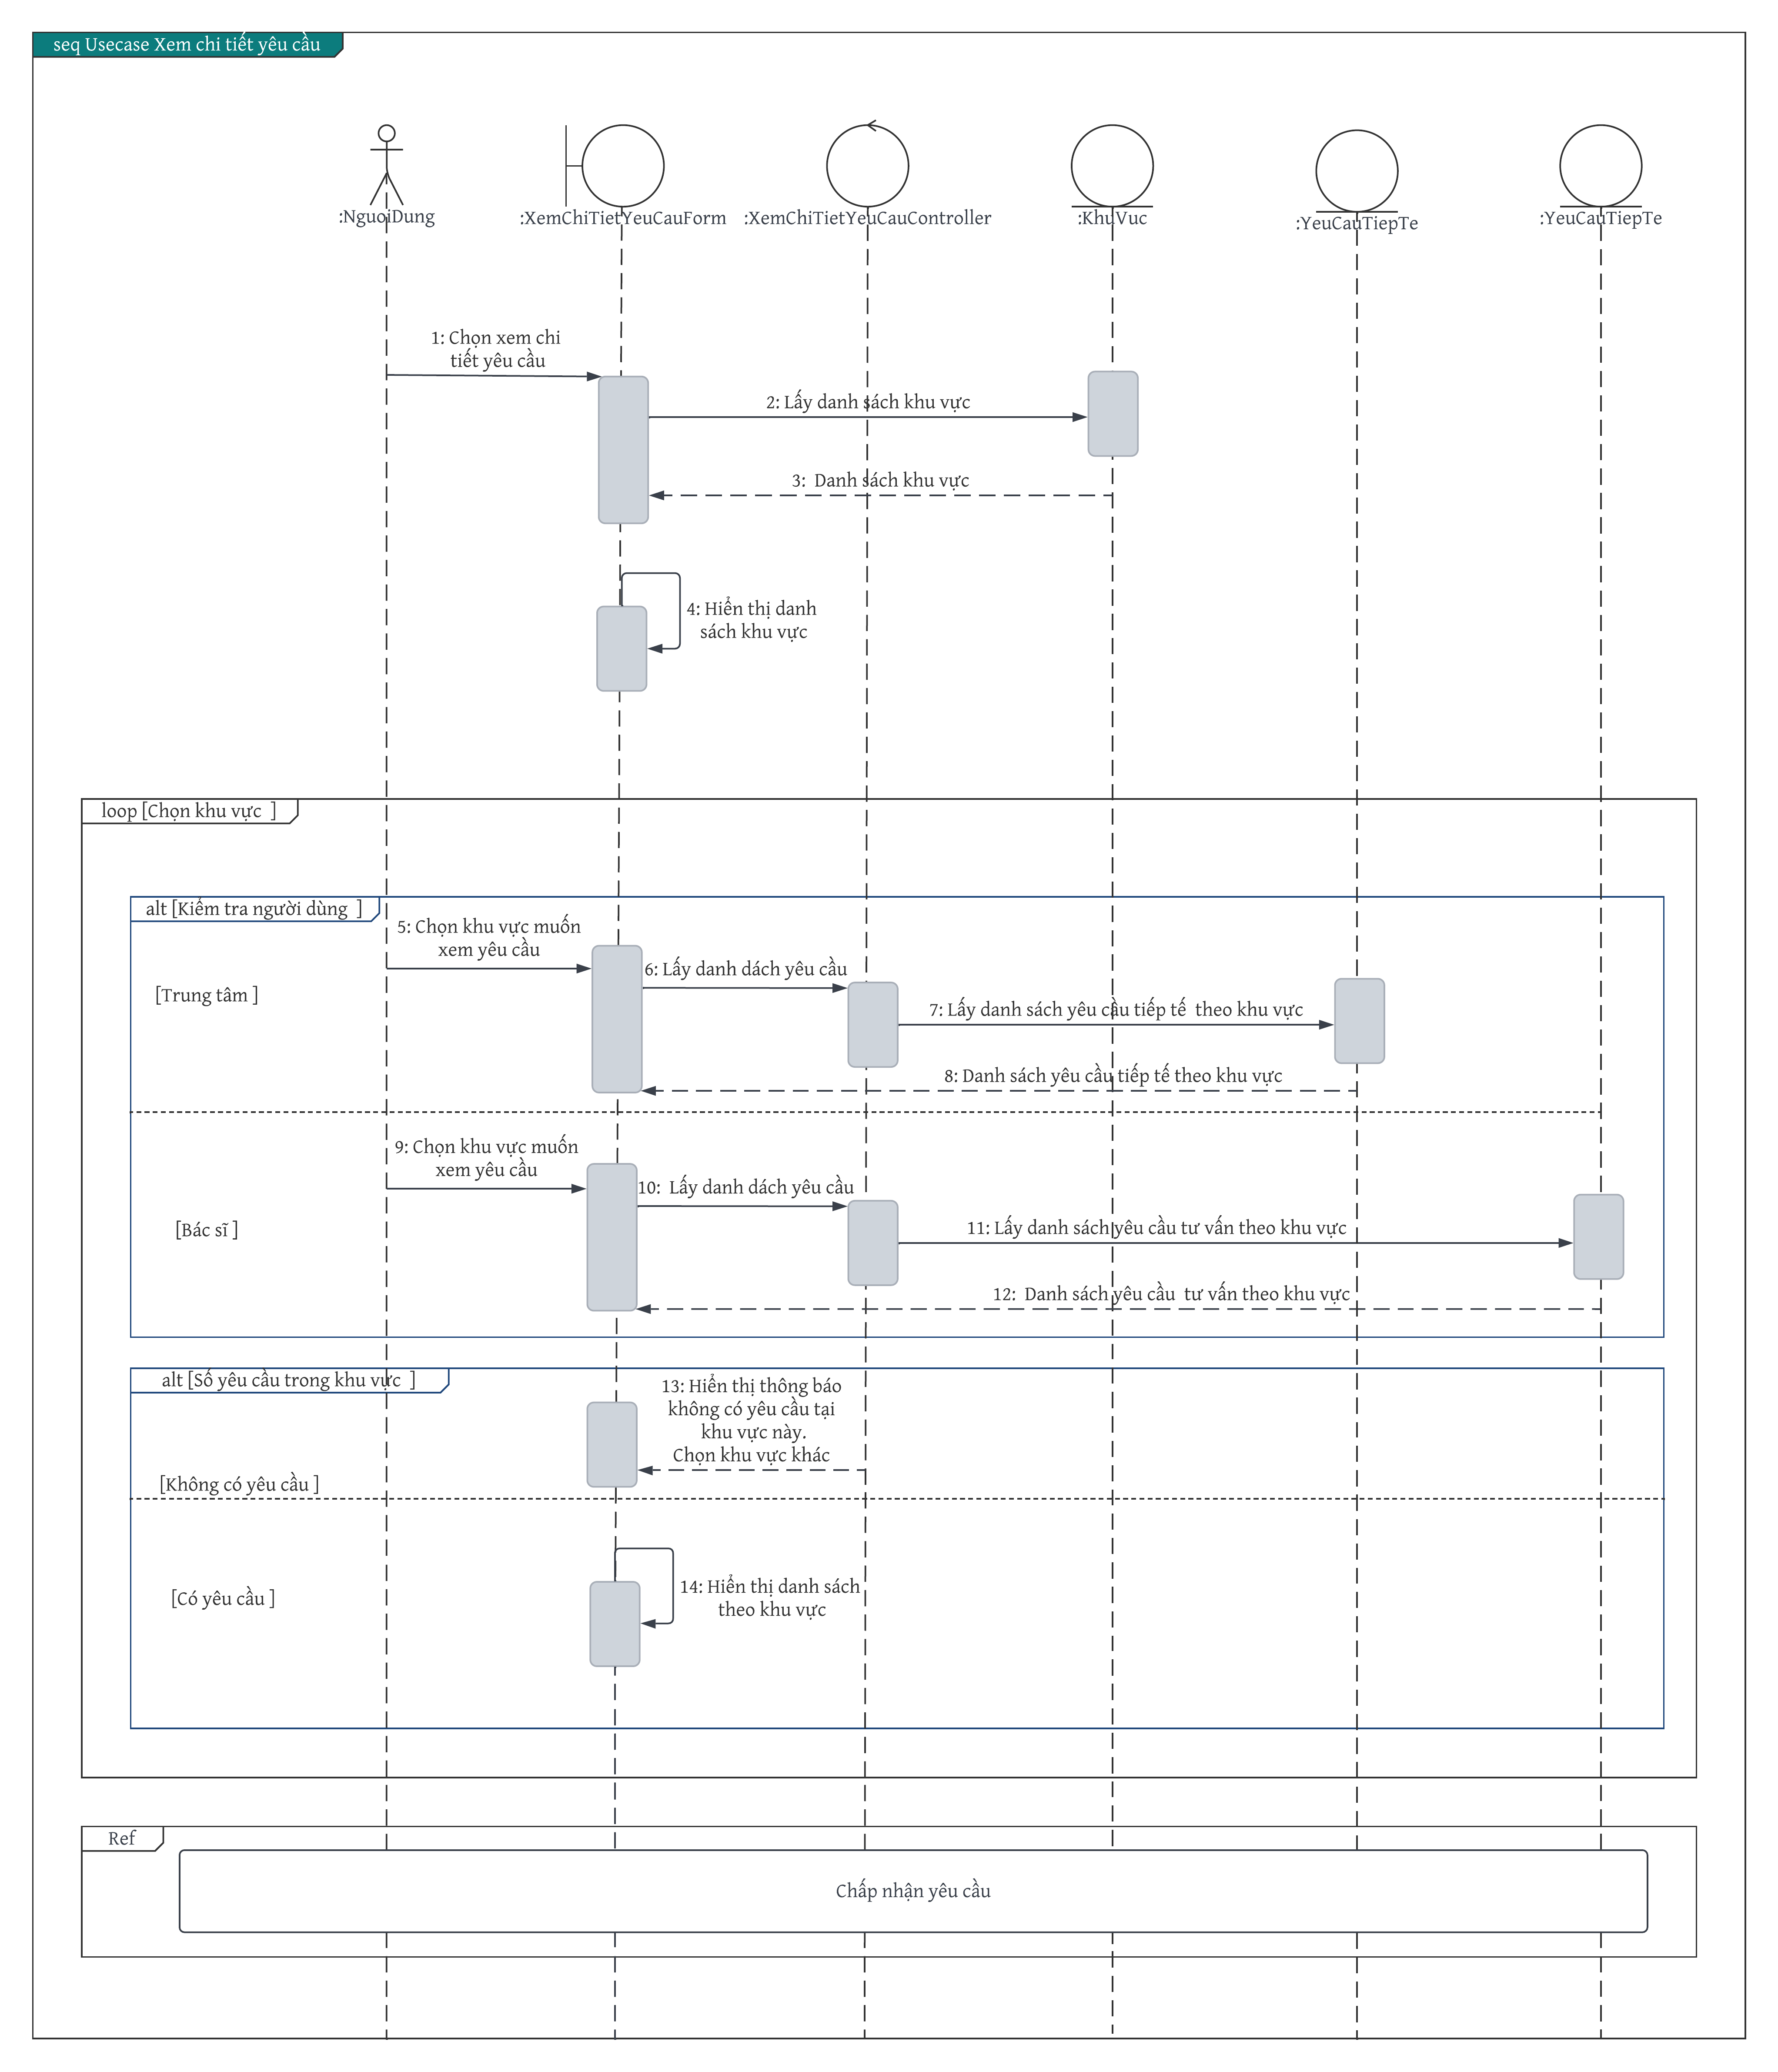 seq Usecase Xem chi tiết yêu cầu
:NguoiDung
:XemChiTietYeuCauForm
:XemChiTietYeuCauController
:KhuVuc
:YeuCauTiepTe
:YeuCauTiepTe
1: Chọn xem chi
tiết yêu cầu
2: Lấy danh sách khu vực
3: Danh sách khu vực
4: Hiển thị danh
sách khu vực
loop [Chọn khu vực ]
alt [Kiểm tra người dùng ]
5: Chọn khu vực muốn
xem yêu cầu
6: Lấy danh dách yêu cầu
[Trung tâm ]
7: Lấy danh sách yêu cầu tiếp tế theo khu vực
8: Danh sách yêu cầu tiếp tế theo khu vực
9: Chọn khu vực muốn
xem yêu cầu
10: Lấy danh dách yêu cầu
[Bác sĩ ]
11: Lấy danh sách yêu cầu tư vấn theo khu vực
12: Danh sách yêu cầu tư vấn theo khu vực
alt [Số yêu cầu trong khu vực ]
13: Hiển thị thông báo
không có yêu cầu tại
khu vực này.
Chọn khu vực khác
[Không có yêu cầu ]
14: Hiển thị danh sách
theo khu vực
[Có yêu cầu ]
Ref
Chấp nhận yêu cầu